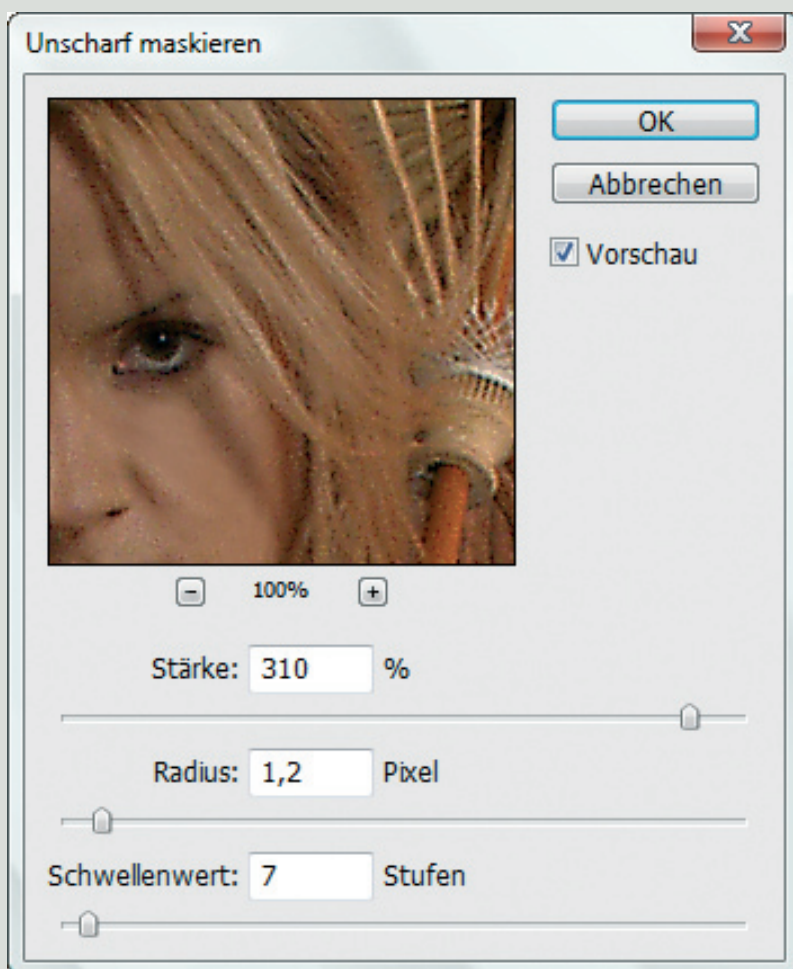 Unscharf maskieren
OK
Abbrechen
Vorschau
100%
Stärke: 310 %
Radius: 1,2 Pixel
Schwellenwert: 7 Stufen